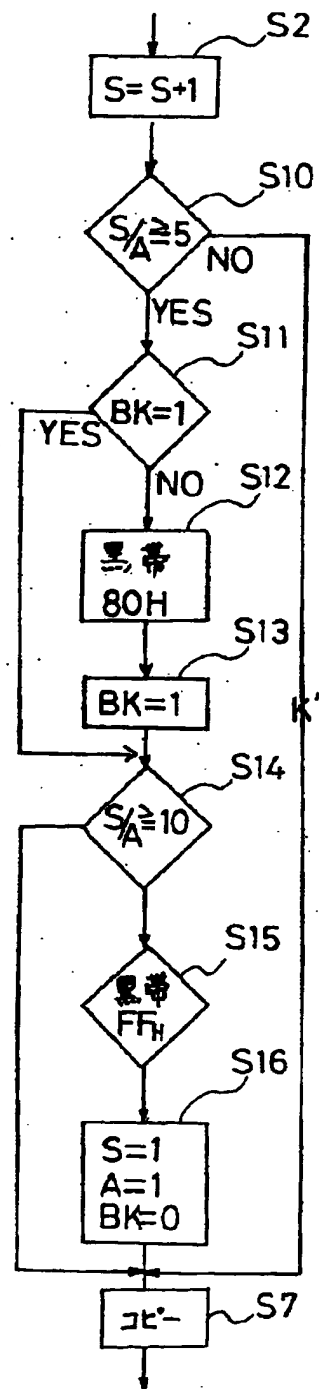 S2
S=S+1
S10
S/A≧5
NO
YES
S11
BK=1
YES
NO
S12
黒帯
80H
S13
BK=1
K'
S14
S/A≧10
S15
黒帯
FFH
S16
S=1
A=1
BK=0
S7
コピー